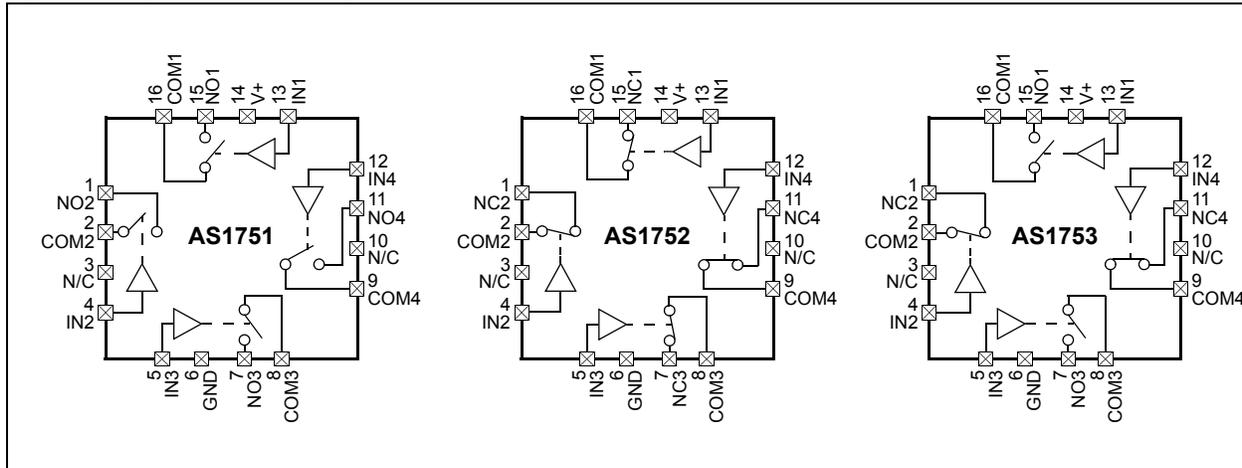 16 COM1
15 NO1
14 V+
13 IN1
1
NO2
2
COM2
3
N/C
4
IN2
AS1751
12
IN4
11
NO4
10
N/C
9
COM4
5 IN3
6 GND
7 NO3
8 COM3
16 COM1
15 NC1
14 V+
13 IN1
1
NC2
2
COM2
3
N/C
4
IN2
AS1752
12
IN4
11
NC4
10
N/C
9
COM4
5 IN3
6 GND
7 NC3
8 COM3
16 COM1
15 NO1
14 V+
13 IN1
1
NC2
2
COM2
3
N/C
4
IN2
AS1753
12
IN4
11
NC4
10
N/C
9
COM4
5 IN3
6 GND
7 NO3
8 COM3